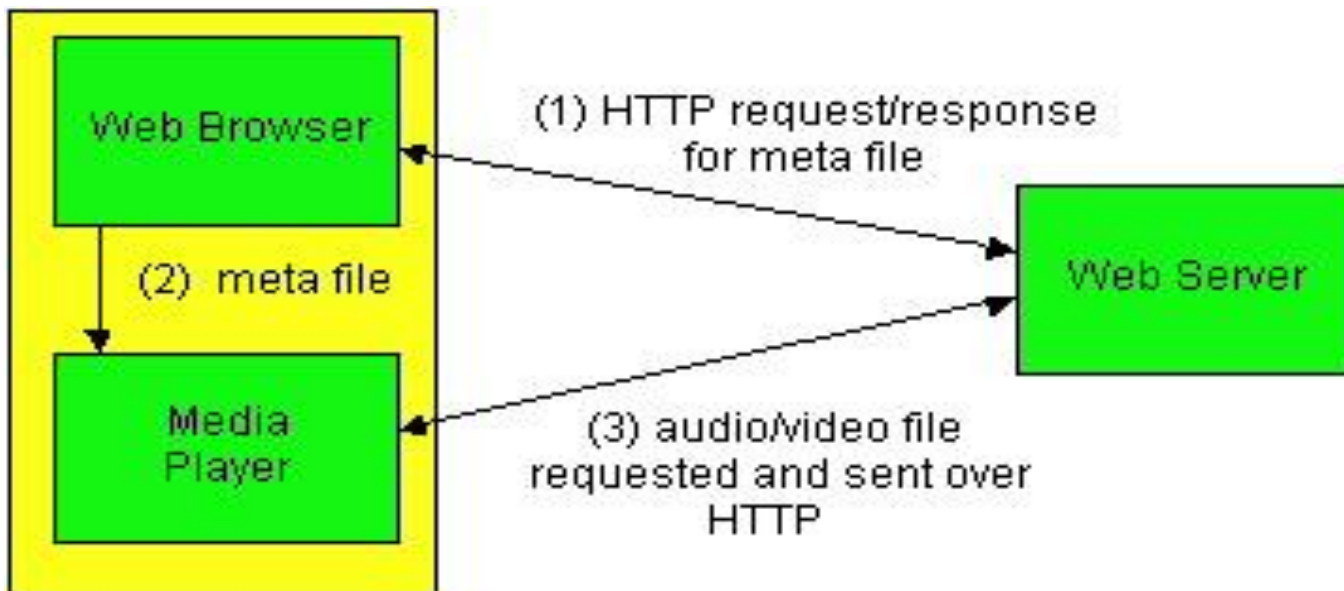 Web Browser
(1) HTTP request/response
for meta file
Web Server
(2) meta file
Media
Player
(3) audio/video file
requested and sent over
HTTP